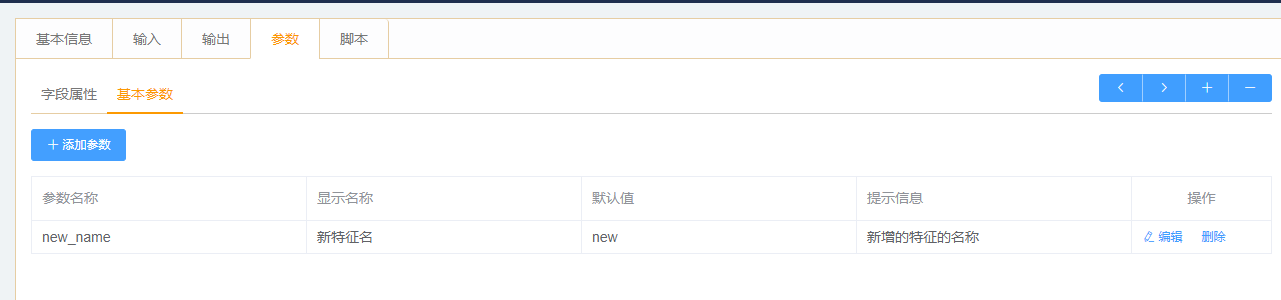 基本信息 输入 输出 参数 脚本
字段属性 基本参数
+ 添加参数
参数名称 显示名称 默认值 提示信息 操作
new_name 新特征名 new 新增的特征的名称 编辑 删除